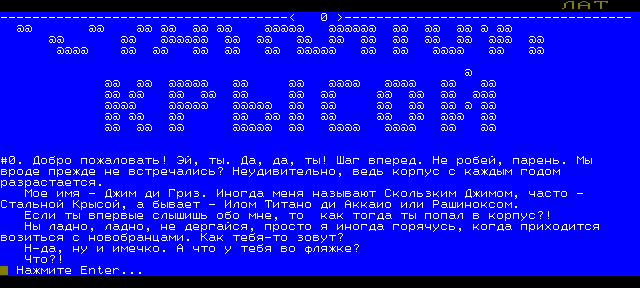 ЛАТ
0
КРЫСОЙ
#0. Добро пожаловать! Эй, ты. Да, да, ты! Шаг вперед. Не робей, парень. Мы
вроде прежде не встречались? Неудивительно, ведь корпус с каждым годом
разрастается.
Мое имя - Джим ди Гриз. Иногда меня называют Скользким Джимом, часто -
Стальной Крысой, а бывает - Илом Титано ди Аккаио или Рашиноксом.
Если ты впервые слышишь обо мне, то как тогда ты попал в корпус?!
Ны ладно, ладно, не дергайся, просто я иногда горячусь, когда приходится
возиться с новобранцами. Как тебя-то зовут?
Н-да, ну и имечко. А что у тебя во фляжке?
Что?!
Нажмите Enter...